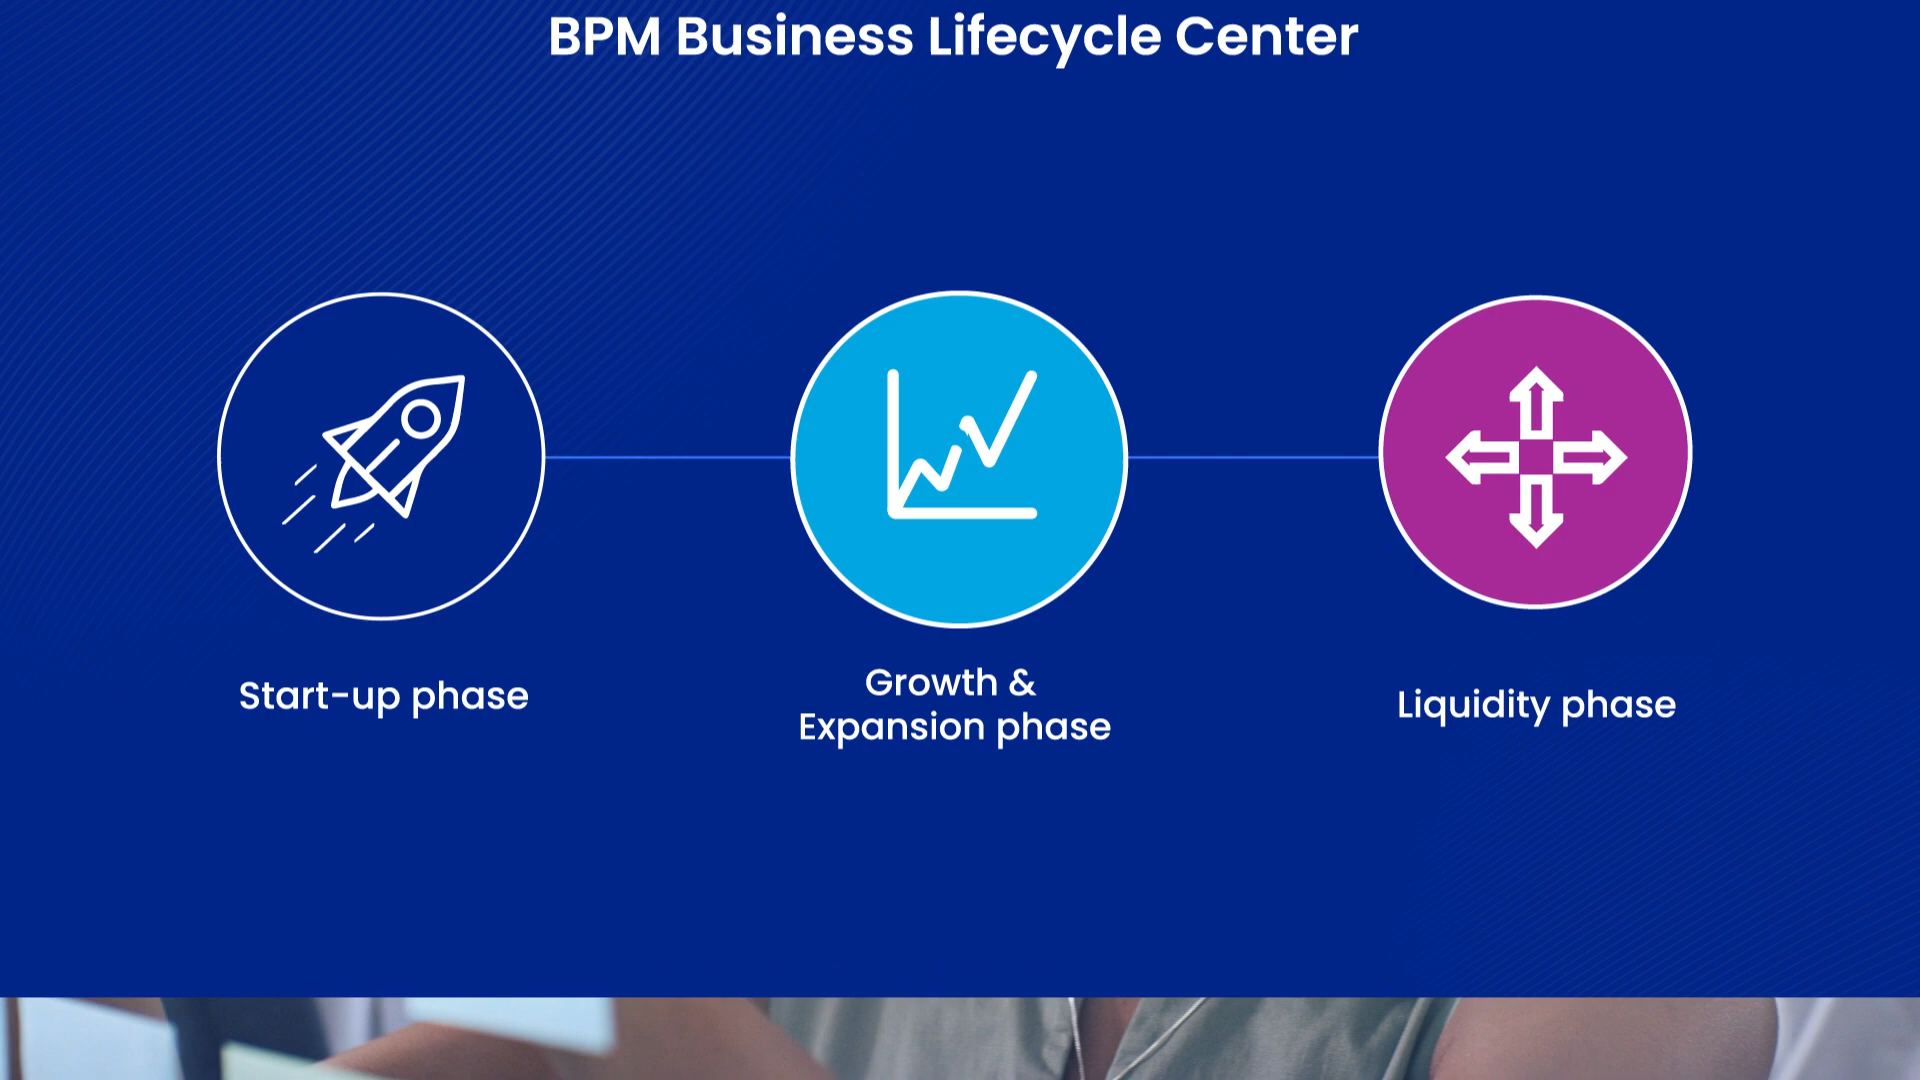 BPM Business Lifecycle Center
Start-up phase
Growth &
Expansion phase
Liquidity phase